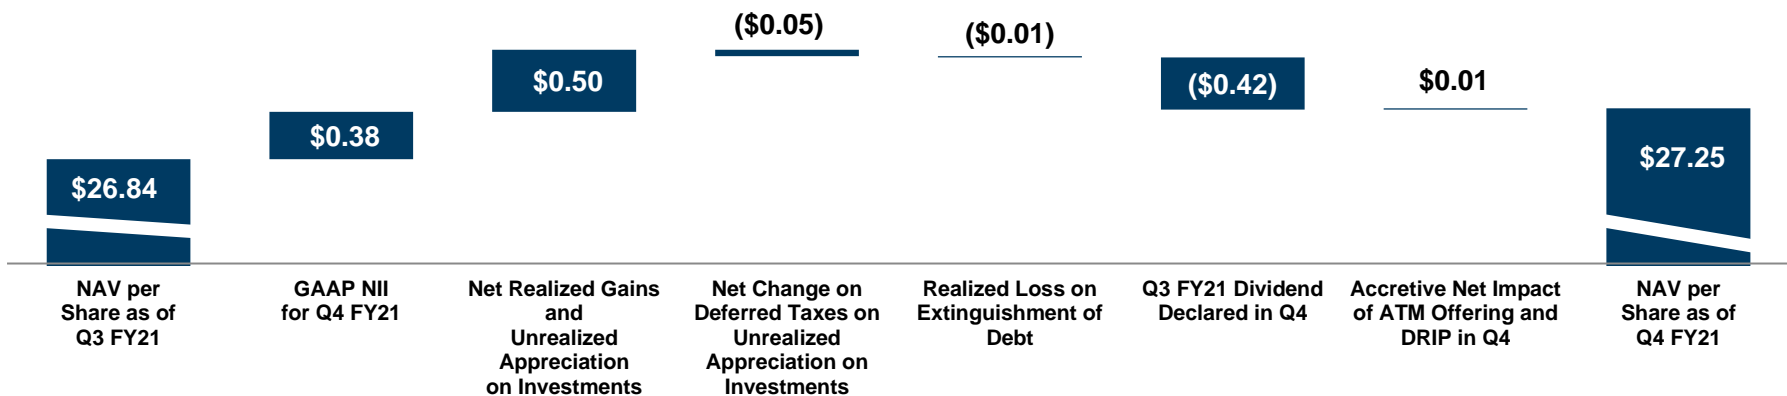 ($0.05)
($0.01)
$0.50
($0.42)
$0.01
$0.38
$26.84
$27.25
NAV per
Share as of
Q3 FY21
GAAP NII
for Q4 FY21
Net Realized Gains
and
Unrealized
Appreciation
on Investments
Net Change on
Deferred Taxes on
Unrealized
Appreciation on
Investments
Realized Loss on
Extinguishment of
Debt
Q3 FY21 Dividend
Declared in Q4
Accretive Net Impact
of ATM Offering and
DRIP in Q4
NAV per
Share as of
Q4 FY21